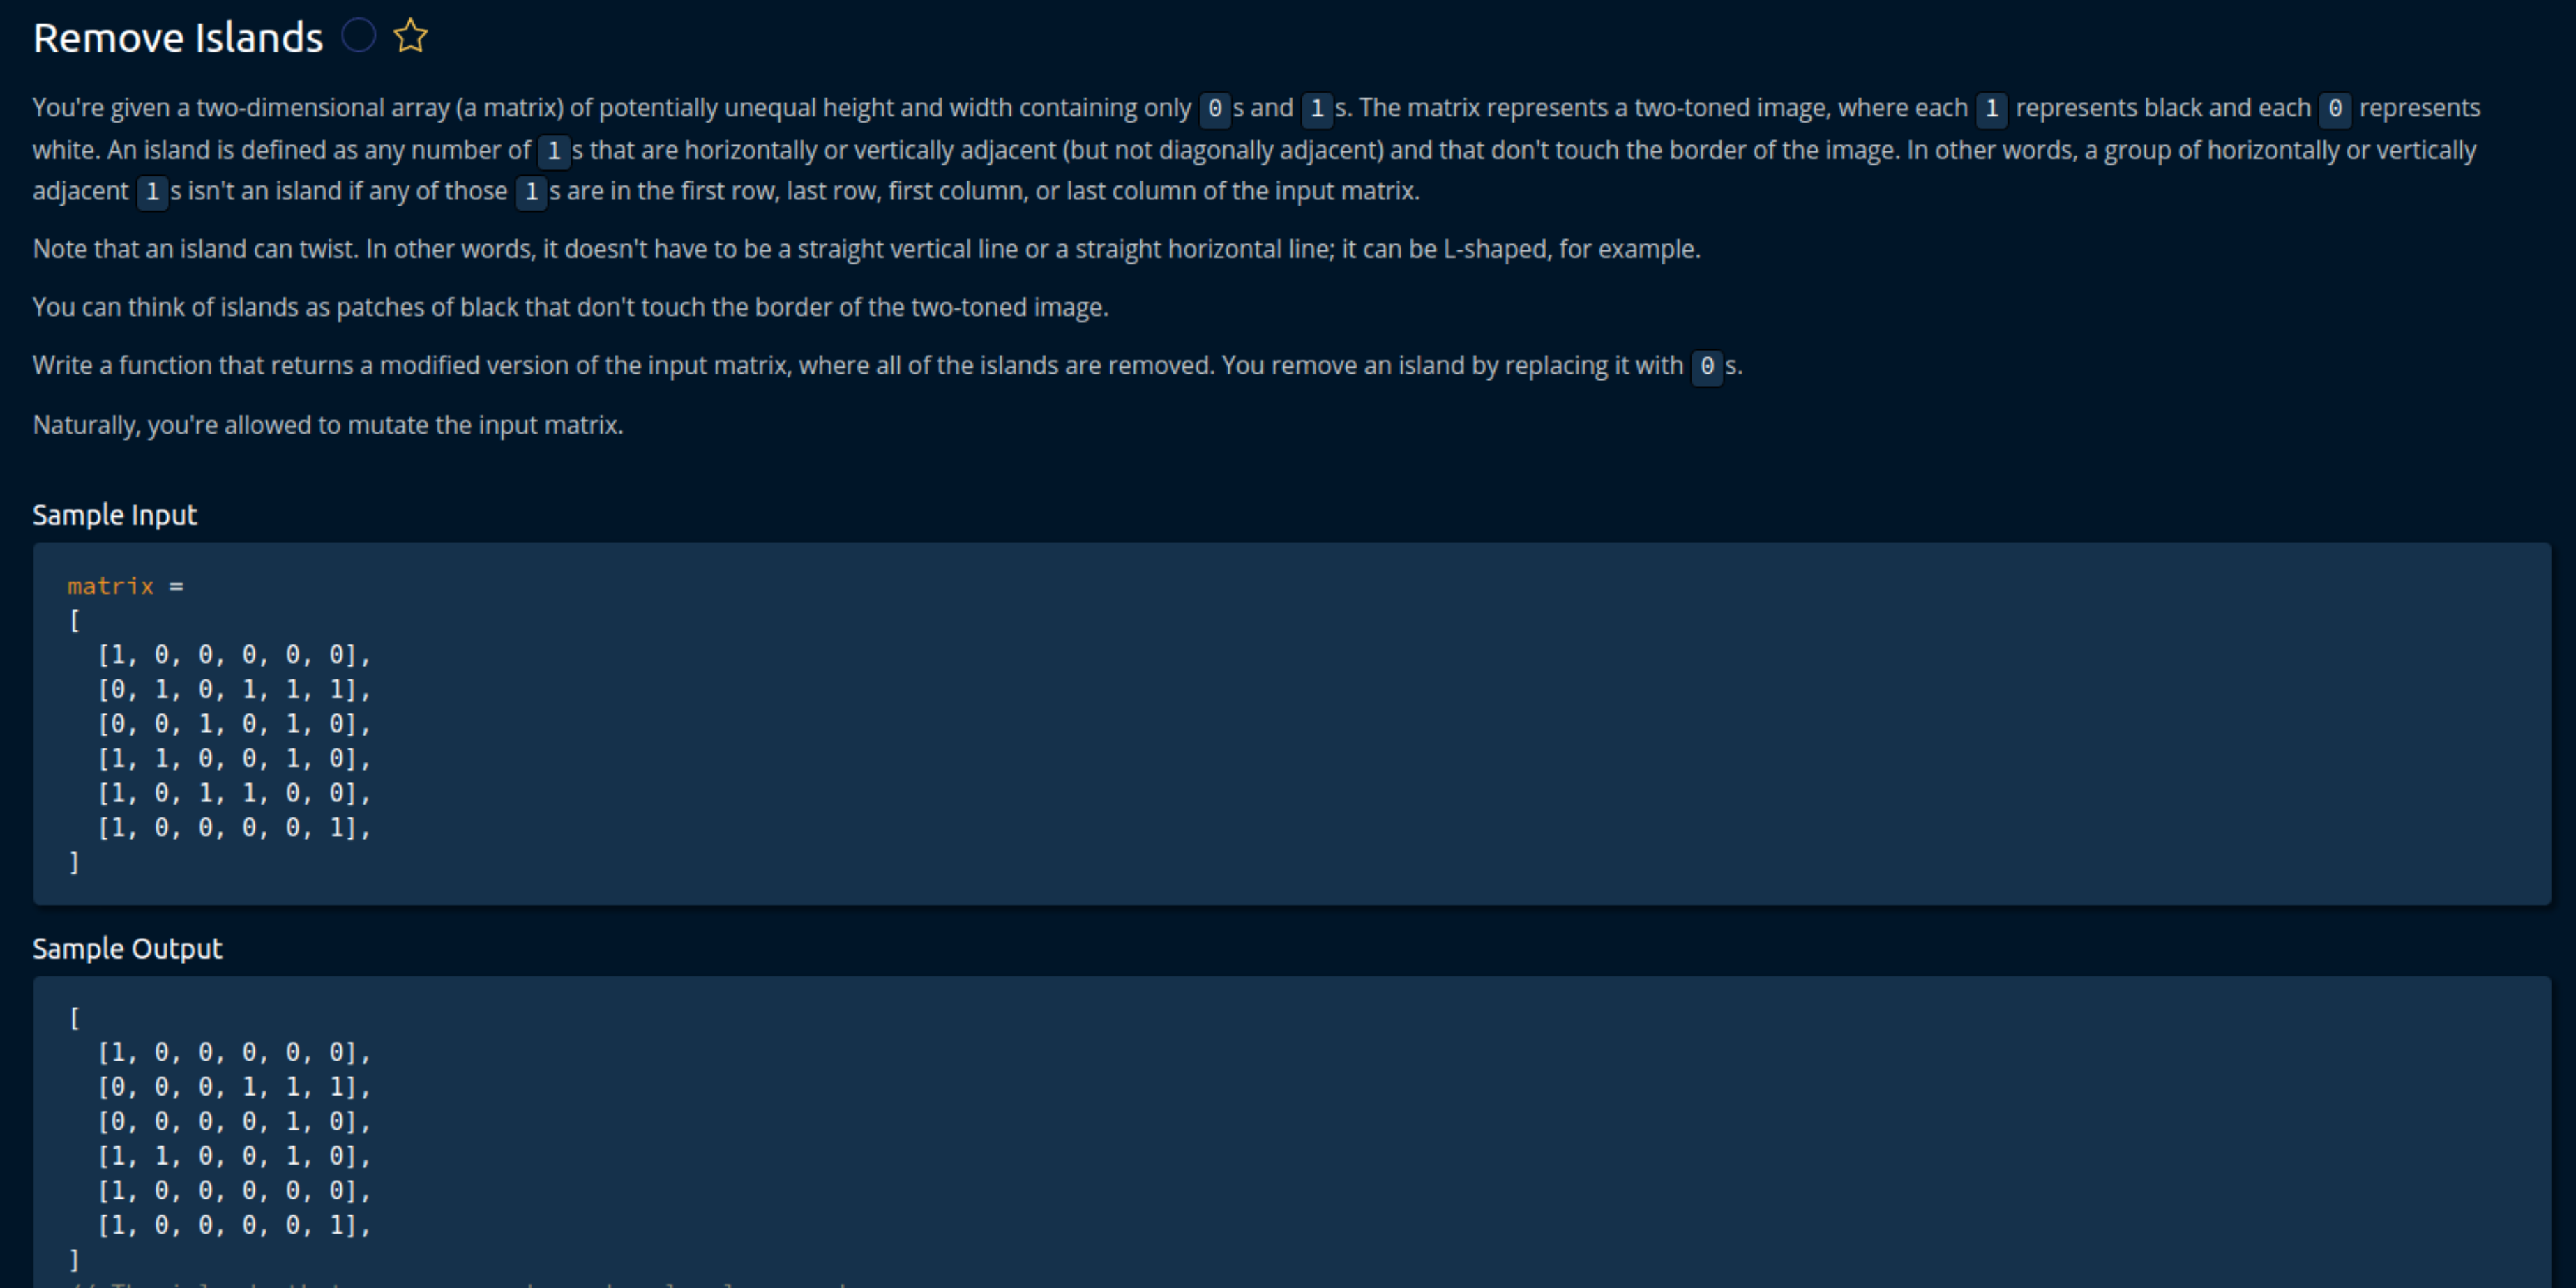 Remove Islands
You're given a two-dimensional array (a matrix) of potentially unequal height and width containing only 0s and 1s. The matrix represents a two-toned image, where each 1 represents black and each 0 represents
white. An island is defined as any number of 1s that are horizontally or vertically adjacent (but not diagonally adjacent) and that don't touch the border of the image. In other words, a group of horizontally or vertically
adjacent 1s isn't an island if any of those 1s are in the first row, last row, first column, or last column of the input matrix.
Note that an island can twist. In other words, it doesn't have to be a straight vertical line or a straight horizontal line; it can be L-shaped, for example.
You can think of islands as patches of black that don't touch the border of the two-toned image.
Write a function that returns a modified version of the input matrix, where all of the islands are removed. You remove an island by replacing it with 0s.
Naturally, you're allowed to mutate the input matrix.
Sample Input
matrix =
[
[1, 0, 0, 0, 0, 0],
[0, 1, 0, 1, 1, 1],
[0, 0, 1, 0, 1, 0],
[1, 1, 0, 0, 1, 0],
[1, 0, 1, 1, 0, 0],
[1, 0, 0, 0, 0, 1],
]
Sample Output
[
[1, 0, 0, 0, 0, 0],
[0, 0, 0, 1, 1, 1],
[0, 0, 0, 0, 1, 0],
[1, 1, 0, 0, 1, 0],
[1, 0, 0, 0, 0, 0],
[1, 0, 0, 0, 0, 1],
]